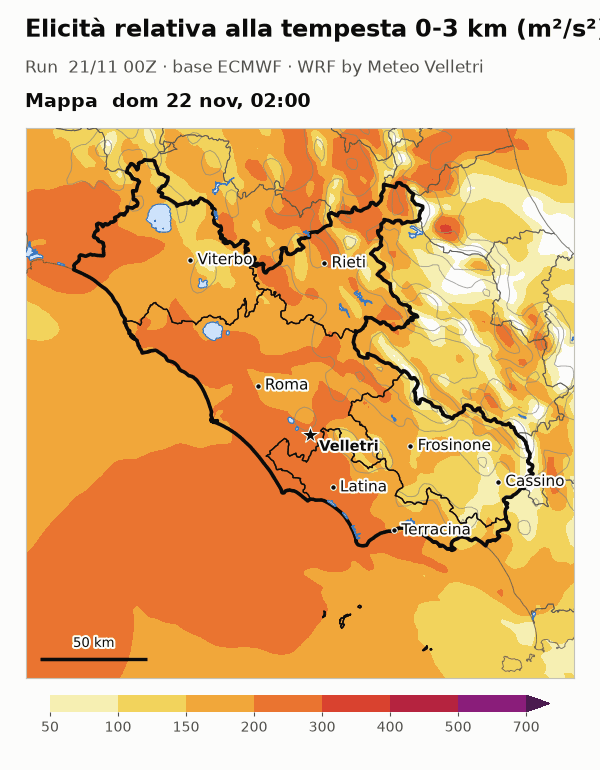 Elicità relativa alla tempesta 0-3 km (m²/s²)
Run 21/11 00Z · base ECMWF · WRF by Meteo Velletri
Mappa dom 22 nov, 02:00
Viterbo
Rieti
Roma
Velletri
Frosinone
Latina
Cassino
Terracina
50 km
50 100 150 200 300 400 500 700